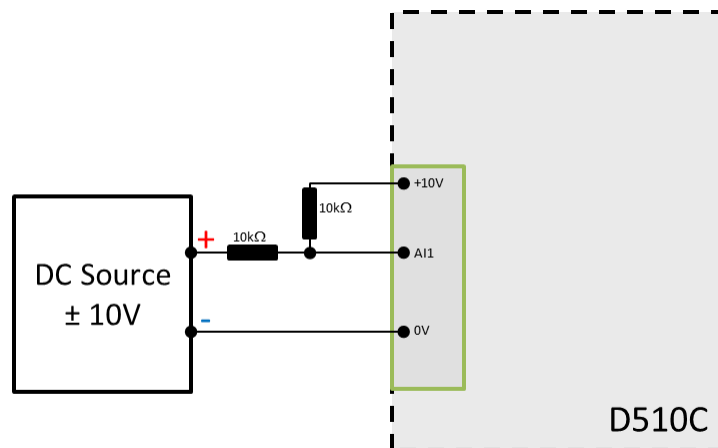 +10V
10kΩ
+
10kΩ
AI1
DC Source
± 10V
-
0V
D510C